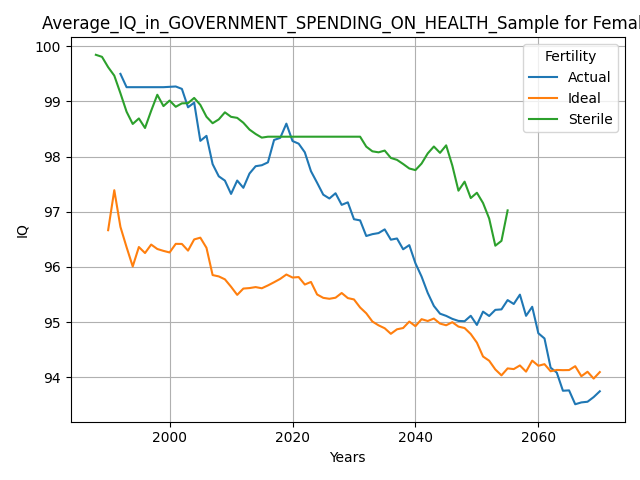 Average_IQ_in_GOVERNMENT_SPENDING_ON_HEALTH_Sample for Femal
100
99
98
97
96
95
94
IQ
Fertility
Actual
Ideal
Sterile
2000
2020
2040
2060
Years